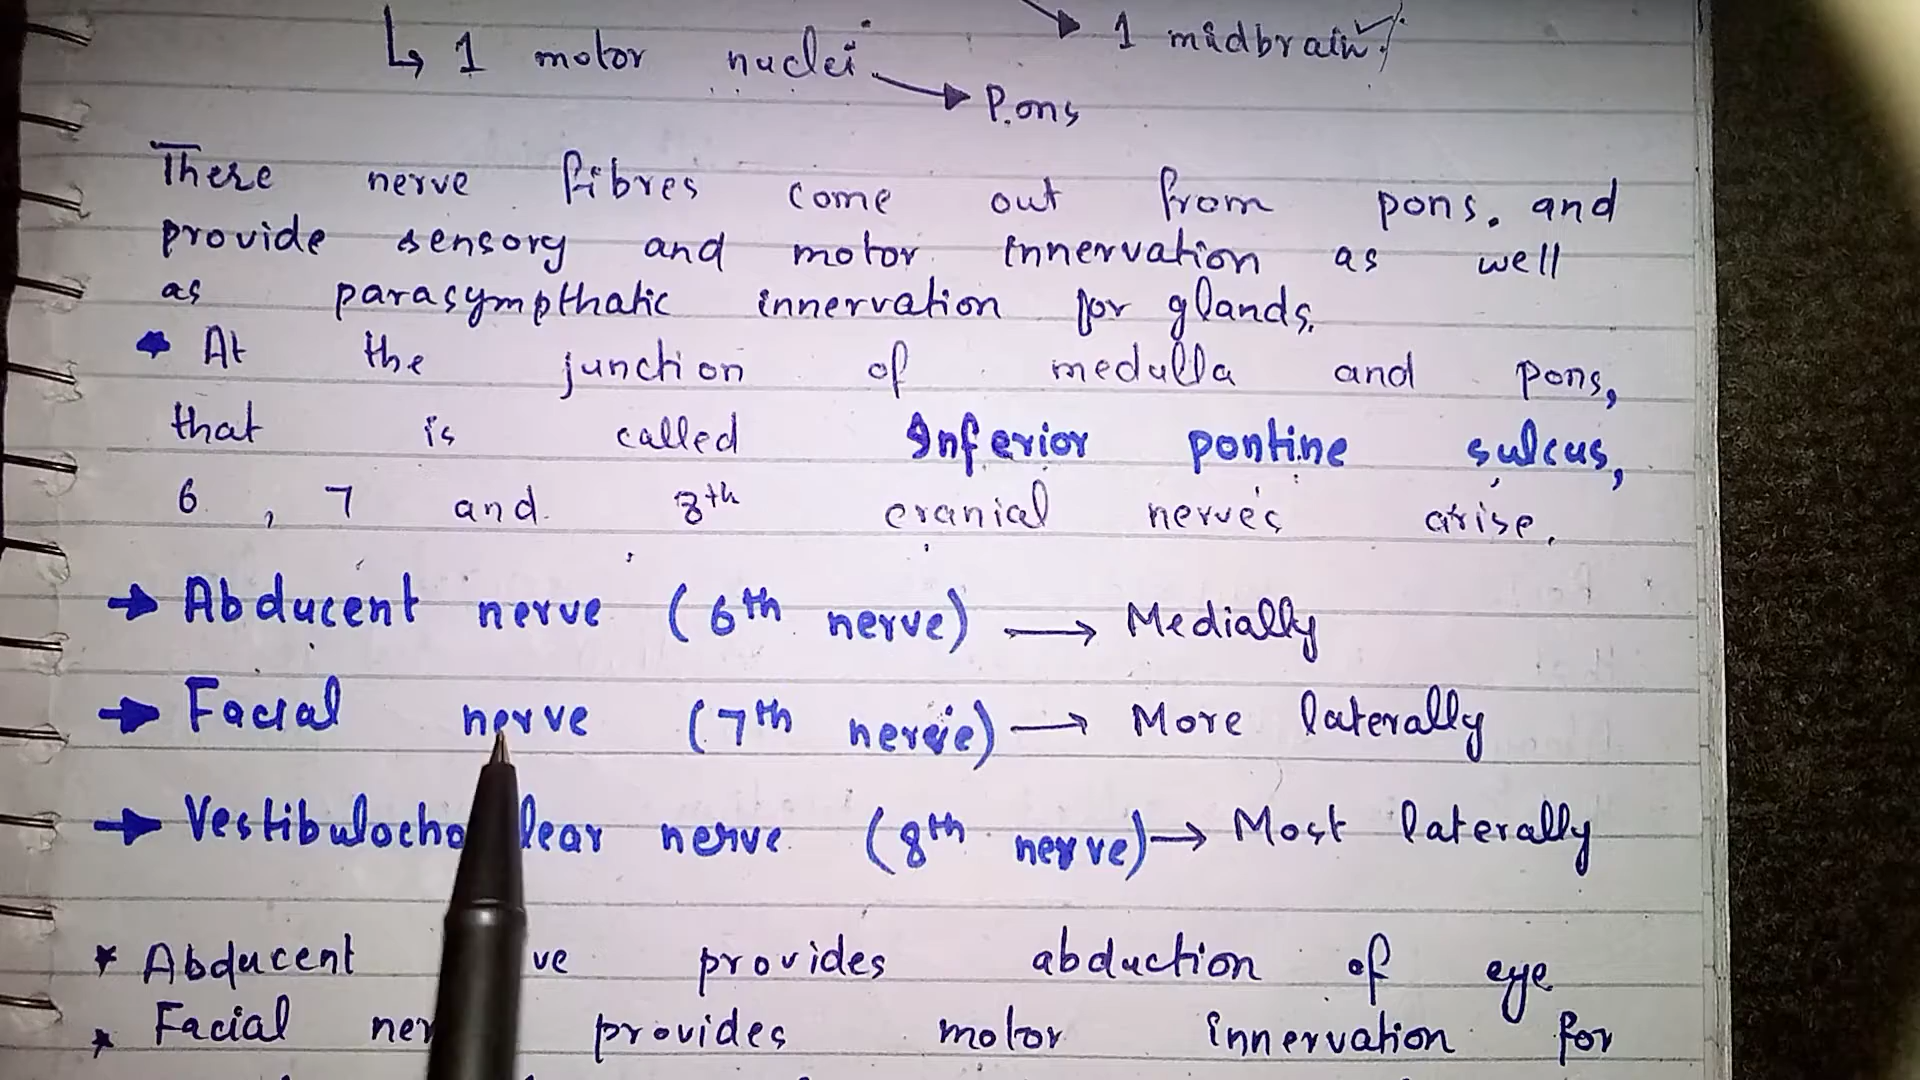 ↳ 1 motor nuclei → Pons
→ 1 midbrain
There nerve fibres come out from pons. and
provide sensory and motor innervation as well
as parasympthatic innervation for glands.
At the junction of medulla and pons,
that is called Inferior pontine sulcus,
6, 7 and 8th cranial nerves arise.
→ Abducent nerve (6th nerve) → Medially
→ Facial nerve (7th nerve) → More laterally
→ Vestibulocho lear nerve (8th nerve) → Most laterally
* Abducent ve provides abduction of eye
* Facial ner provides motor innervation for